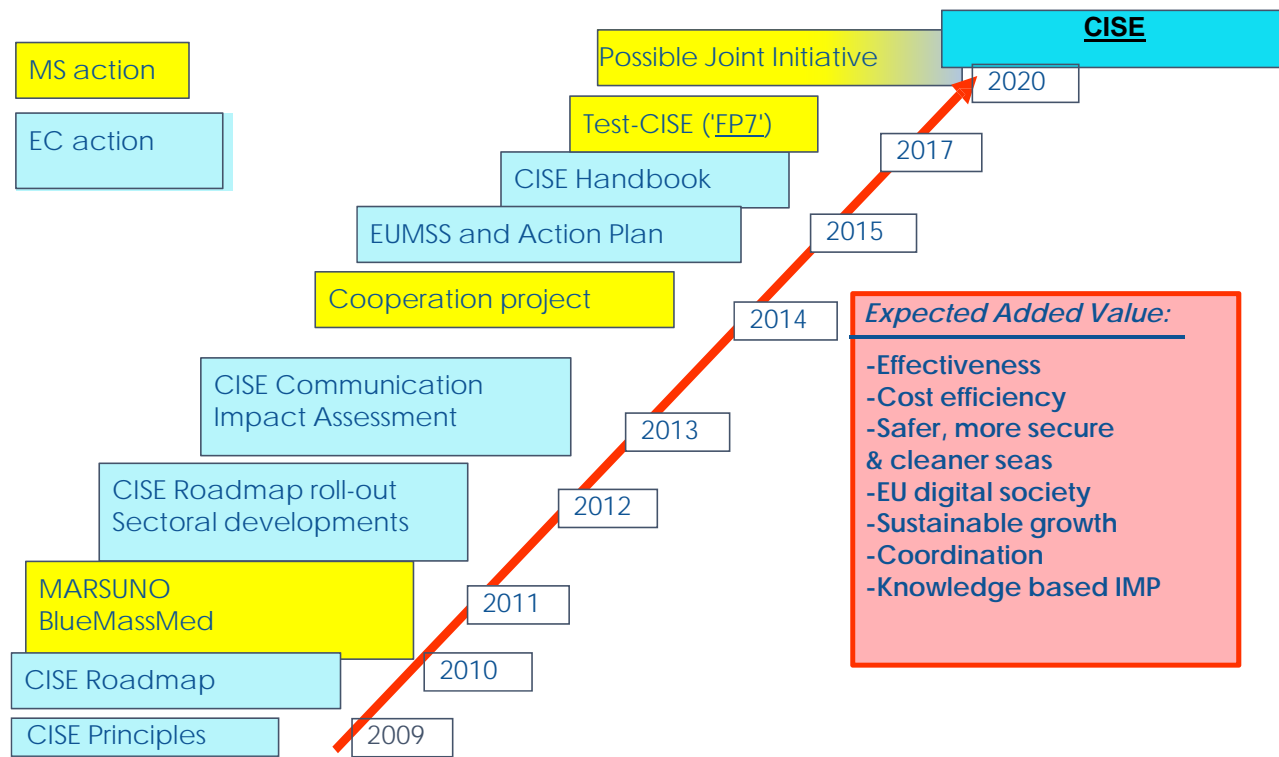 CISE
MS action
Possible Joint Initiative
2020
EC action
Test-CISE ('FP7')
2017
CISE Handbook
EUMSS and Action Plan
2015
Cooperation project
2014
Expected Added Value:
-Effectiveness
-Cost efficiency
-Safer, more secure
& cleaner seas
-EU digital society
-Sustainable growth
-Coordination
-Knowledge based IMP
CISE Communication
Impact Assessment
2013
CISE Roadmap roll-out
Sectoral developments
2012
MARSUNO
BlueMassMed
2011
CISE Roadmap
2010
CISE Principles
2009